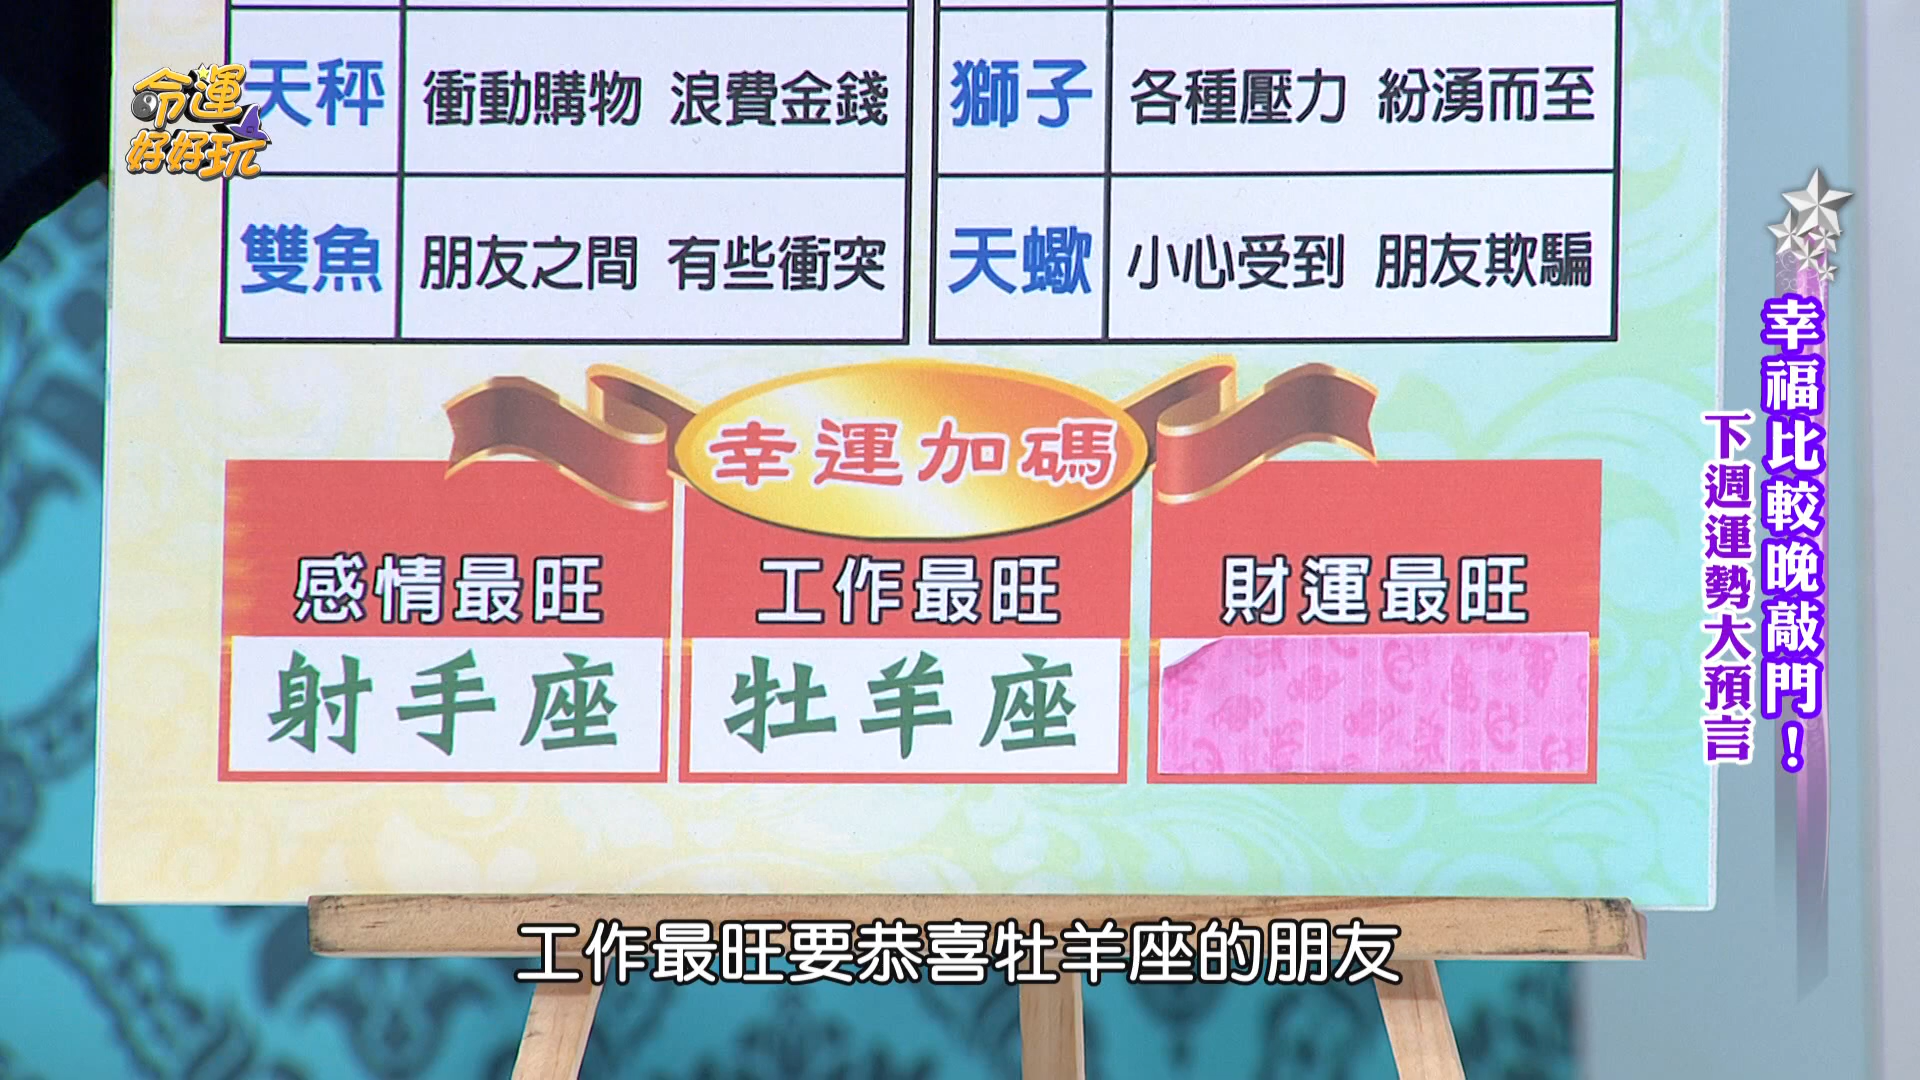 命運
好好玩
天秤 衝動購物 浪費金錢
獅子 各種壓力 紛湧而至
雙魚 朋友之間 有些衝突
天蠍 小心受到 朋友欺騙
幸運加碼
感情最旺
射手座
工作最旺
牡羊座
財運最旺
幸福比較晚敲門！
下週運勢大預言
工作最旺要恭喜牡羊座的朋友